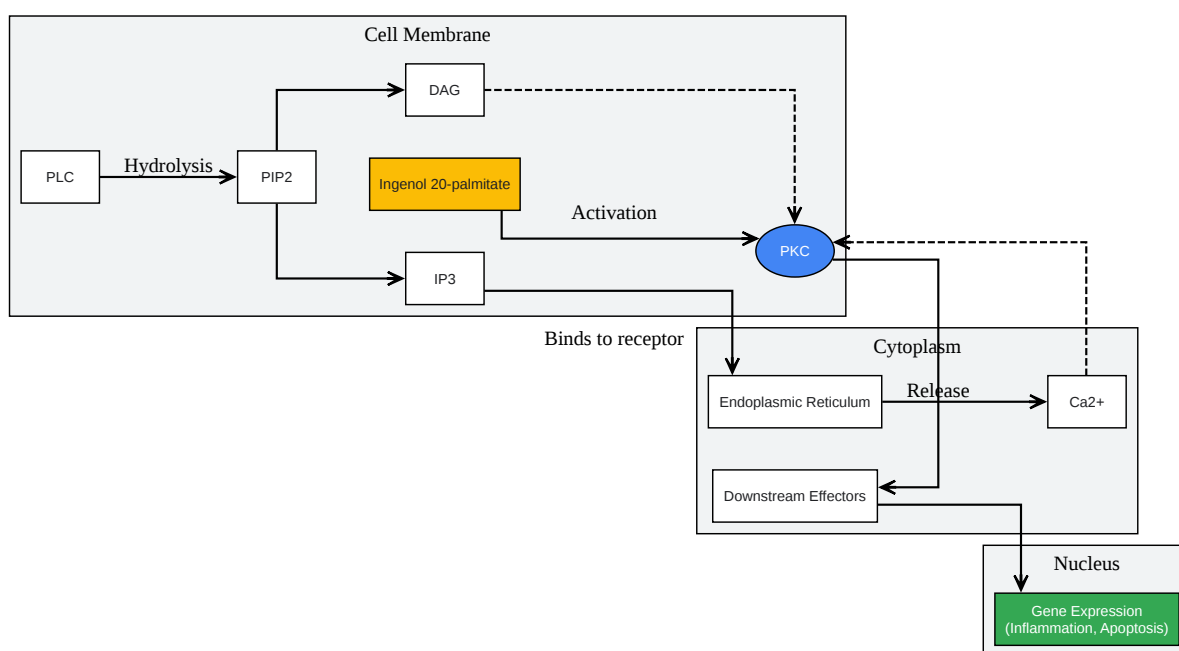 Cell Membrane
DAG
Hydrolysis
PLC
PIP2
Ingenol 20-palmitate
Activation
PKC
IP3
Binds to receptor
Cytoplasm
Endoplasmic Reticulum
Release
Ca2+
Downstream Effectors
Nucleus
Gene Expression
(Inflammation, Apoptosis)